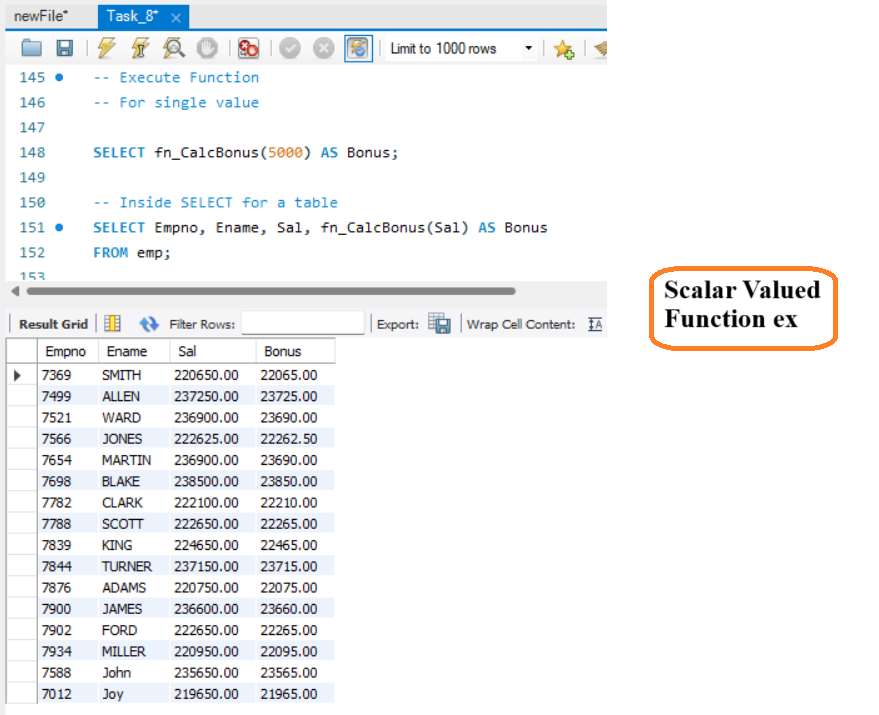 newFile* Task_8* ×
Limit to 1000 rows
145 -- Execute Function
146 -- For single value
147
148 SELECT fn_CalcBonus(5000) AS Bonus;
149
150 -- Inside SELECT for a table
151 SELECT Empno, Ename, Sal, fn_CalcBonus(Sal) AS Bonus
152 FROM emp;
153
Scalar Valued
Function ex
Result Grid Filter Rows: Export: Wrap Cell Content: IA
Empno Ename Sal Bonus
7369 SMITH 220650.00 22065.00
7499 ALLEN 237250.00 23725.00
7521 WARD 236900.00 23690.00
7566 JONES 222625.00 22262.50
7654 MARTIN 236900.00 23690.00
7698 BLAKE 238500.00 23850.00
7782 CLARK 222100.00 22210.00
7788 SCOTT 222650.00 22265.00
7839 KING 224650.00 22465.00
7844 TURNER 237150.00 23715.00
7876 ADAMS 220750.00 22075.00
7900 JAMES 236600.00 23660.00
7902 FORD 222650.00 22265.00
7934 MILLER 220950.00 22095.00
7588 John 235650.00 23565.00
7012 Joy 219650.00 21965.00